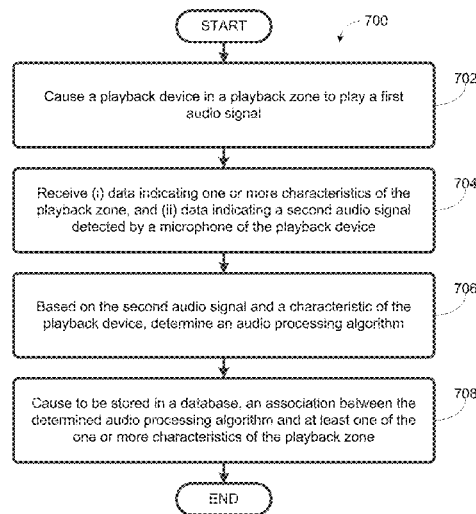 START
700
702
Cause a playback device in a playback zone to play a first
audio signal
704
Receive (i) data indicating one or more characteristics of the
playback zone, and (ii) data indicating a second audio signal
detected by a microphone of the playback device
706
Based on the second audio signal and a characteristic of the
playback device, determine an audio processing algorithm
708
Cause to be stored in a database, an association between the
determined audio processing algorithm and at least one of the
one or more characteristics of the playback zone
END